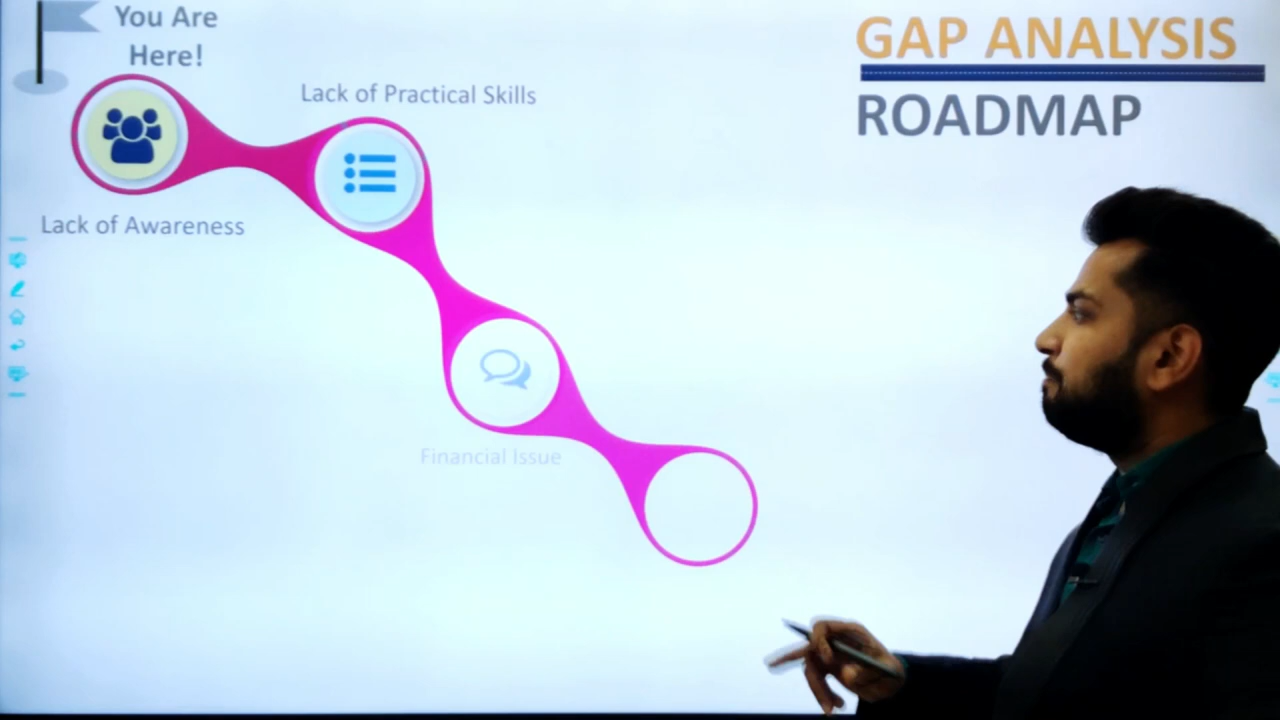 You Are
Here!
GAP ANALYSIS
ROADMAP
Lack of Practical Skills
Lack of Awareness
Financial Issue